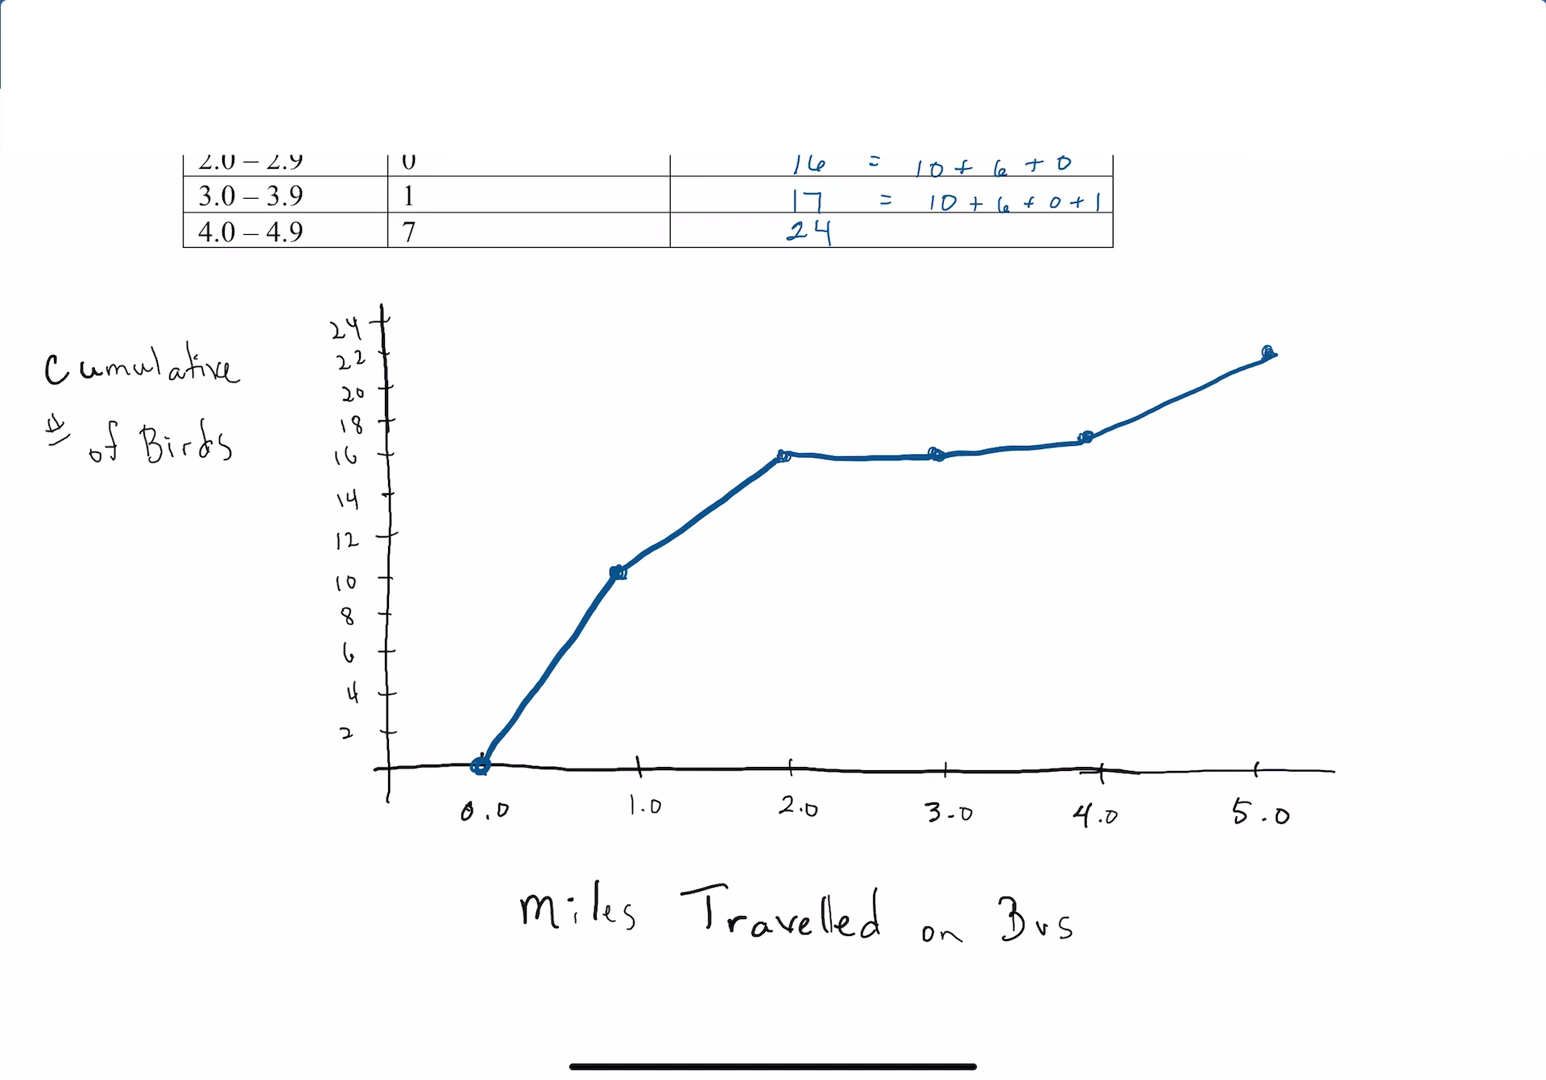 2.0 – 2.9 0 16 = 10 + 6 + 0
3.0 – 3.9 1 17 = 10 + 6 + 0 + 1
4.0 – 4.9 7 24
Cumulative
# of Birds
24
22
20
18
16
14
12
10
8
6
4
2
0.0 1.0 2.0 3.0 4.0 5.0
Miles Travelled on Bus